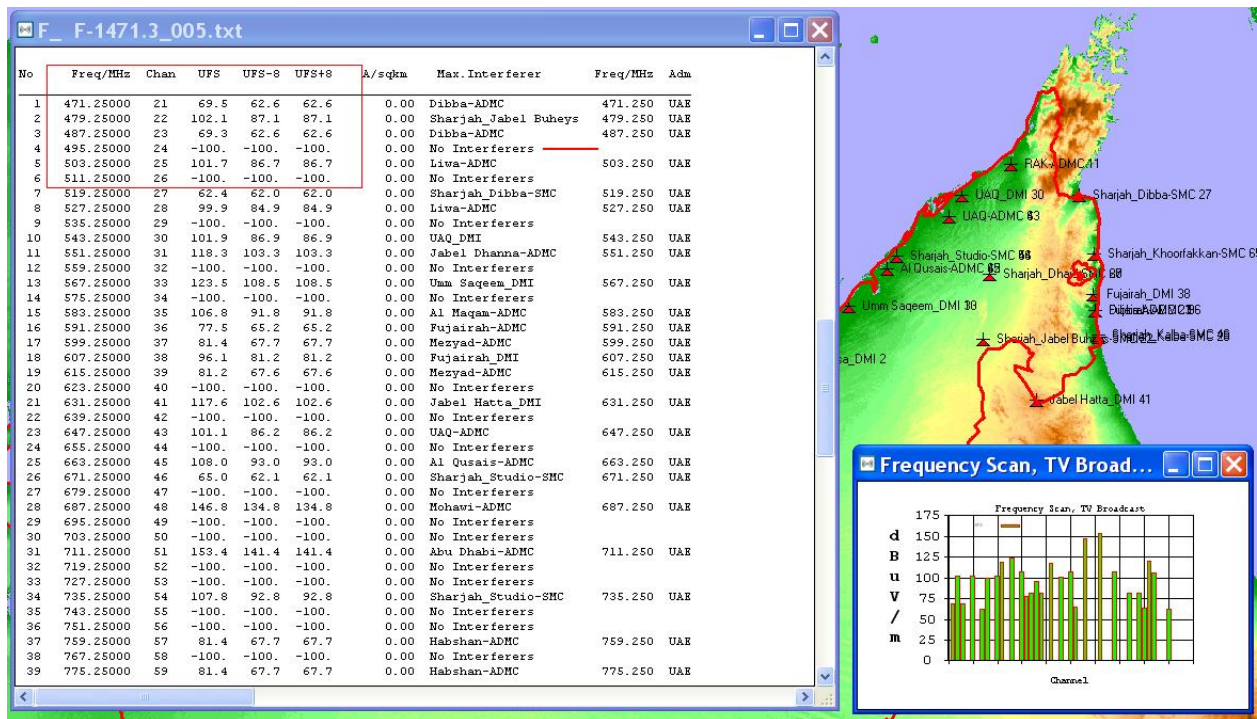 F_ F-1471.3_005.txt
No Freq/MHz Chan UFS UFS-8 UFS+8 A/sqkm Max.Interferer Freq/MHz Adm
1 471.25000 21 69.5 62.6 62.6 0.00 Dibba-ADMC 471.250 UAE
2 479.25000 22 102.1 87.1 87.1 0.00 Sharjah_Jabel Buheys 479.250 UAE
3 487.25000 23 69.3 62.6 62.6 0.00 Dibba-ADMC 487.250 UAE
4 495.25000 24 -100. -100. -100. 0.00 No Interferers
5 503.25000 25 101.7 86.7 86.7 0.00 Liwa-ADMC 503.250 UAE
6 511.25000 26 -100. -100. -100. 0.00 No Interferers
7 519.25000 27 62.4 62.0 62.0 0.00 Sharjah_Dibba-SMC 519.250 UAE
8 527.25000 28 99.9 84.9 84.9 0.00 Liwa-ADMC 527.250 UAE
9 535.25000 29 -100. 100. -100. 0.00 No Interferers
10 543.25000 30 101.9 86.9 86.9 0.00 UAQ_DMI 543.250 UAE
11 551.25000 31 118.3 103.3 103.3 0.00 Jabel Dhanna-ADMC 551.250 UAE
12 559.25000 32 -100. -100. -100. 0.00 No Interferers
13 567.25000 33 123.5 108.5 108.5 0.00 Umm Saqeem_DMI 567.250 UAE
14 575.25000 34 -100. -100. -100. 0.00 No Interferers
15 583.25000 35 106.8 91.8 91.8 0.00 Al Maqam-ADMC 583.250 UAE
16 591.25000 36 77.5 65.2 65.2 0.00 Fujairah-ADMC 591.250 UAE
17 599.25000 37 81.4 67.7 67.7 0.00 Mezyad-ADMC 599.250 UAE
18 607.25000 38 96.1 81.2 81.2 0.00 Fujairah_DMI 607.250 UAE
19 615.25000 39 81.2 67.6 67.6 0.00 Mezyad-ADMC 615.250 UAE
20 623.25000 40 -100. -100. -100. 0.00 No Interferers
21 631.25000 41 117.6 102.6 102.6 0.00 Jabel Hatta_DMI 631.250 UAE
22 639.25000 42 -100. -100. -100. 0.00 No Interferers
23 647.25000 43 101.1 86.2 86.2 0.00 UAQ-ADMC 647.250 UAE
24 655.25000 44 -100. -100. -100. 0.00 No Interferers
25 663.25000 45 108.0 93.0 93.0 0.00 Al Qusais-ADMC 663.250 UAE
26 671.25000 46 65.0 62.1 62.1 0.00 Sharjah_Studio-SMC 671.250 UAE
27 679.25000 47 -100. -100. -100. 0.00 No Interferers
28 687.25000 48 146.8 134.8 134.8 0.00 Mohawi-ADMC 687.250 UAE
29 695.25000 49 -100. -100. -100. 0.00 No Interferers
30 703.25000 50 -100. -100. -100. 0.00 No Interferers
31 711.25000 51 153.4 141.4 141.4 0.00 Abu Dhabi-ADMC 711.250 UAE
32 719.25000 52 -100. -100. -100. 0.00 No Interferers
33 727.25000 53 -100. -100. -100. 0.00 No Interferers
34 735.25000 54 107.8 92.8 92.8 0.00 Sharjah_Studio-SMC 735.250 UAE
35 743.25000 55 -100. -100. -100. 0.00 No Interferers
36 751.25000 56 -100. -100. -100. 0.00 No Interferers
37 759.25000 57 81.4 67.7 67.7 0.00 Habshan-ADMC 759.250 UAE
38 767.25000 58 -100. -100. -100. 0.00 No Interferers
39 775.25000 59 81.4 67.7 67.7 0.00 Habshan-ADMC 775.250 UAE
RAK-ADMC 11
UAQ_DMI 30
Sharjah_Dibba-SMC 27
UAQ-ADMC
Sharjah_Studio-SMC
Sharjah_Khoorfakkan-SMC
Al Qusais-ADMC
Fujairah_DMI 38
Umm Saqeem_DMI
Sharjah_Kalba-SMC
DMI 2
Jabel Hatta_DMI 41
Frequency Scan, TV Broad...
Frequency Scan, TV Broadcast
175
150
125
100
75
50
25
0
dBuV/m
Channel